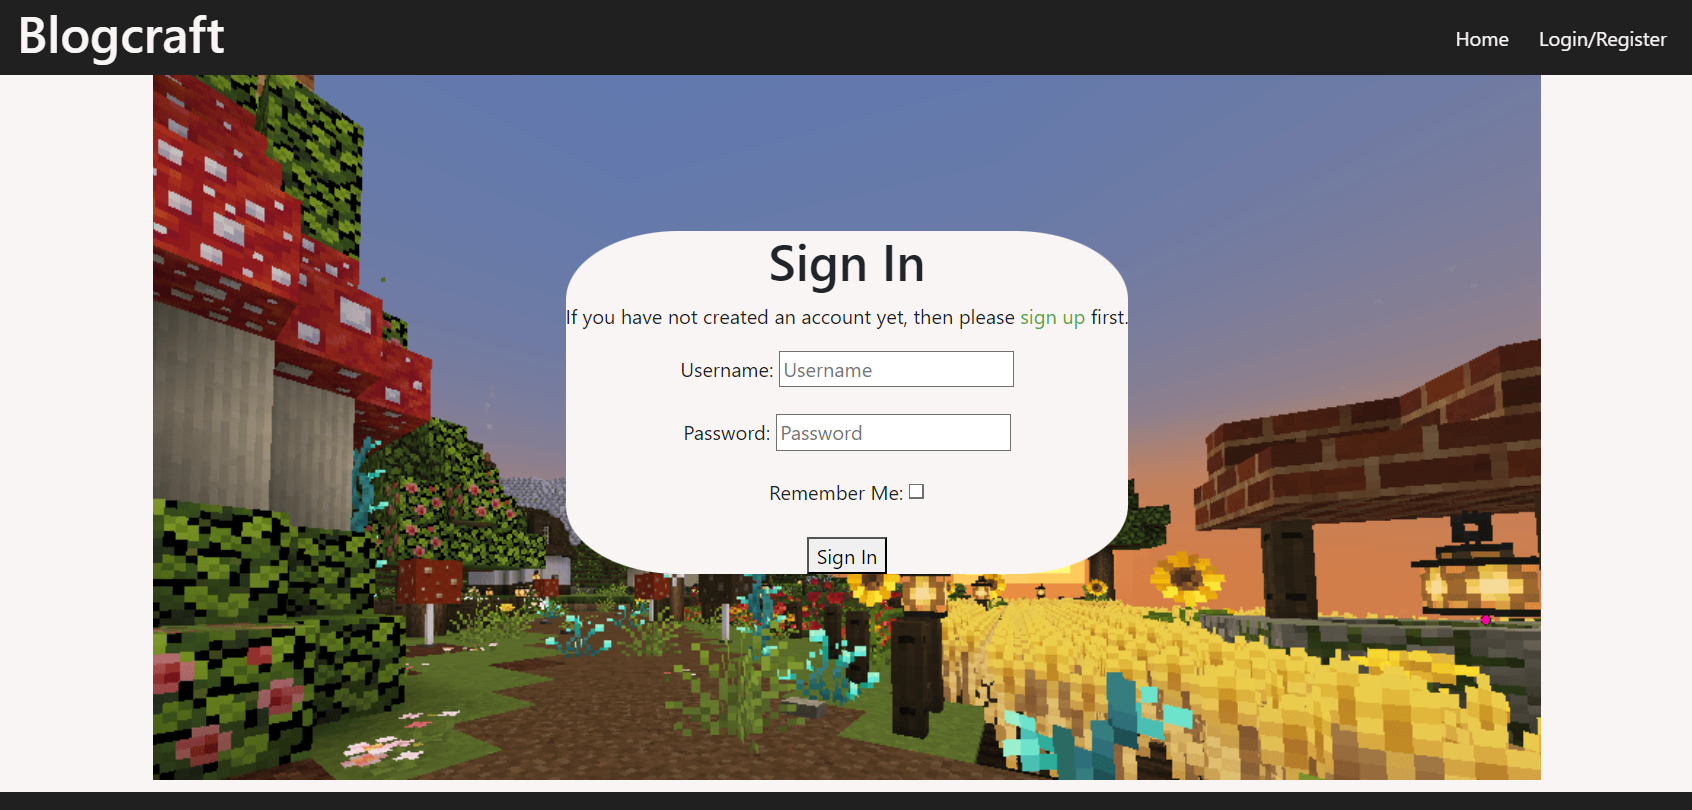 Blogcraft
Home
Login/Register
Sign In
If you have not created an account yet, then please sign up first.
Username: Username
Password: Password
Remember Me:
Sign In